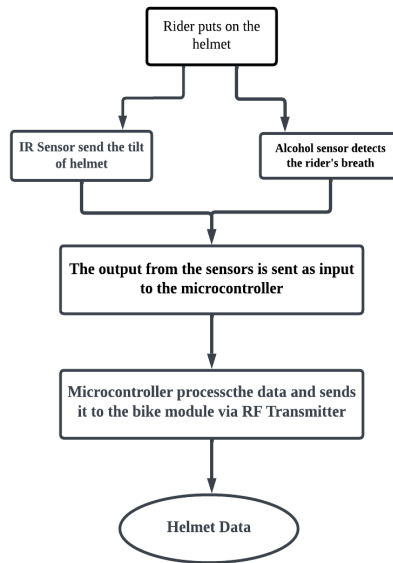 Rider puts on the
helmet
IR Sensor send the tilt
of helmet
Alcohol sensor detects
the rider's breath
The output from the sensors is sent as input
to the microcontroller
Microcontroller processcthe data and sends
it to the bike module via RF Transmitter
Helmet Data